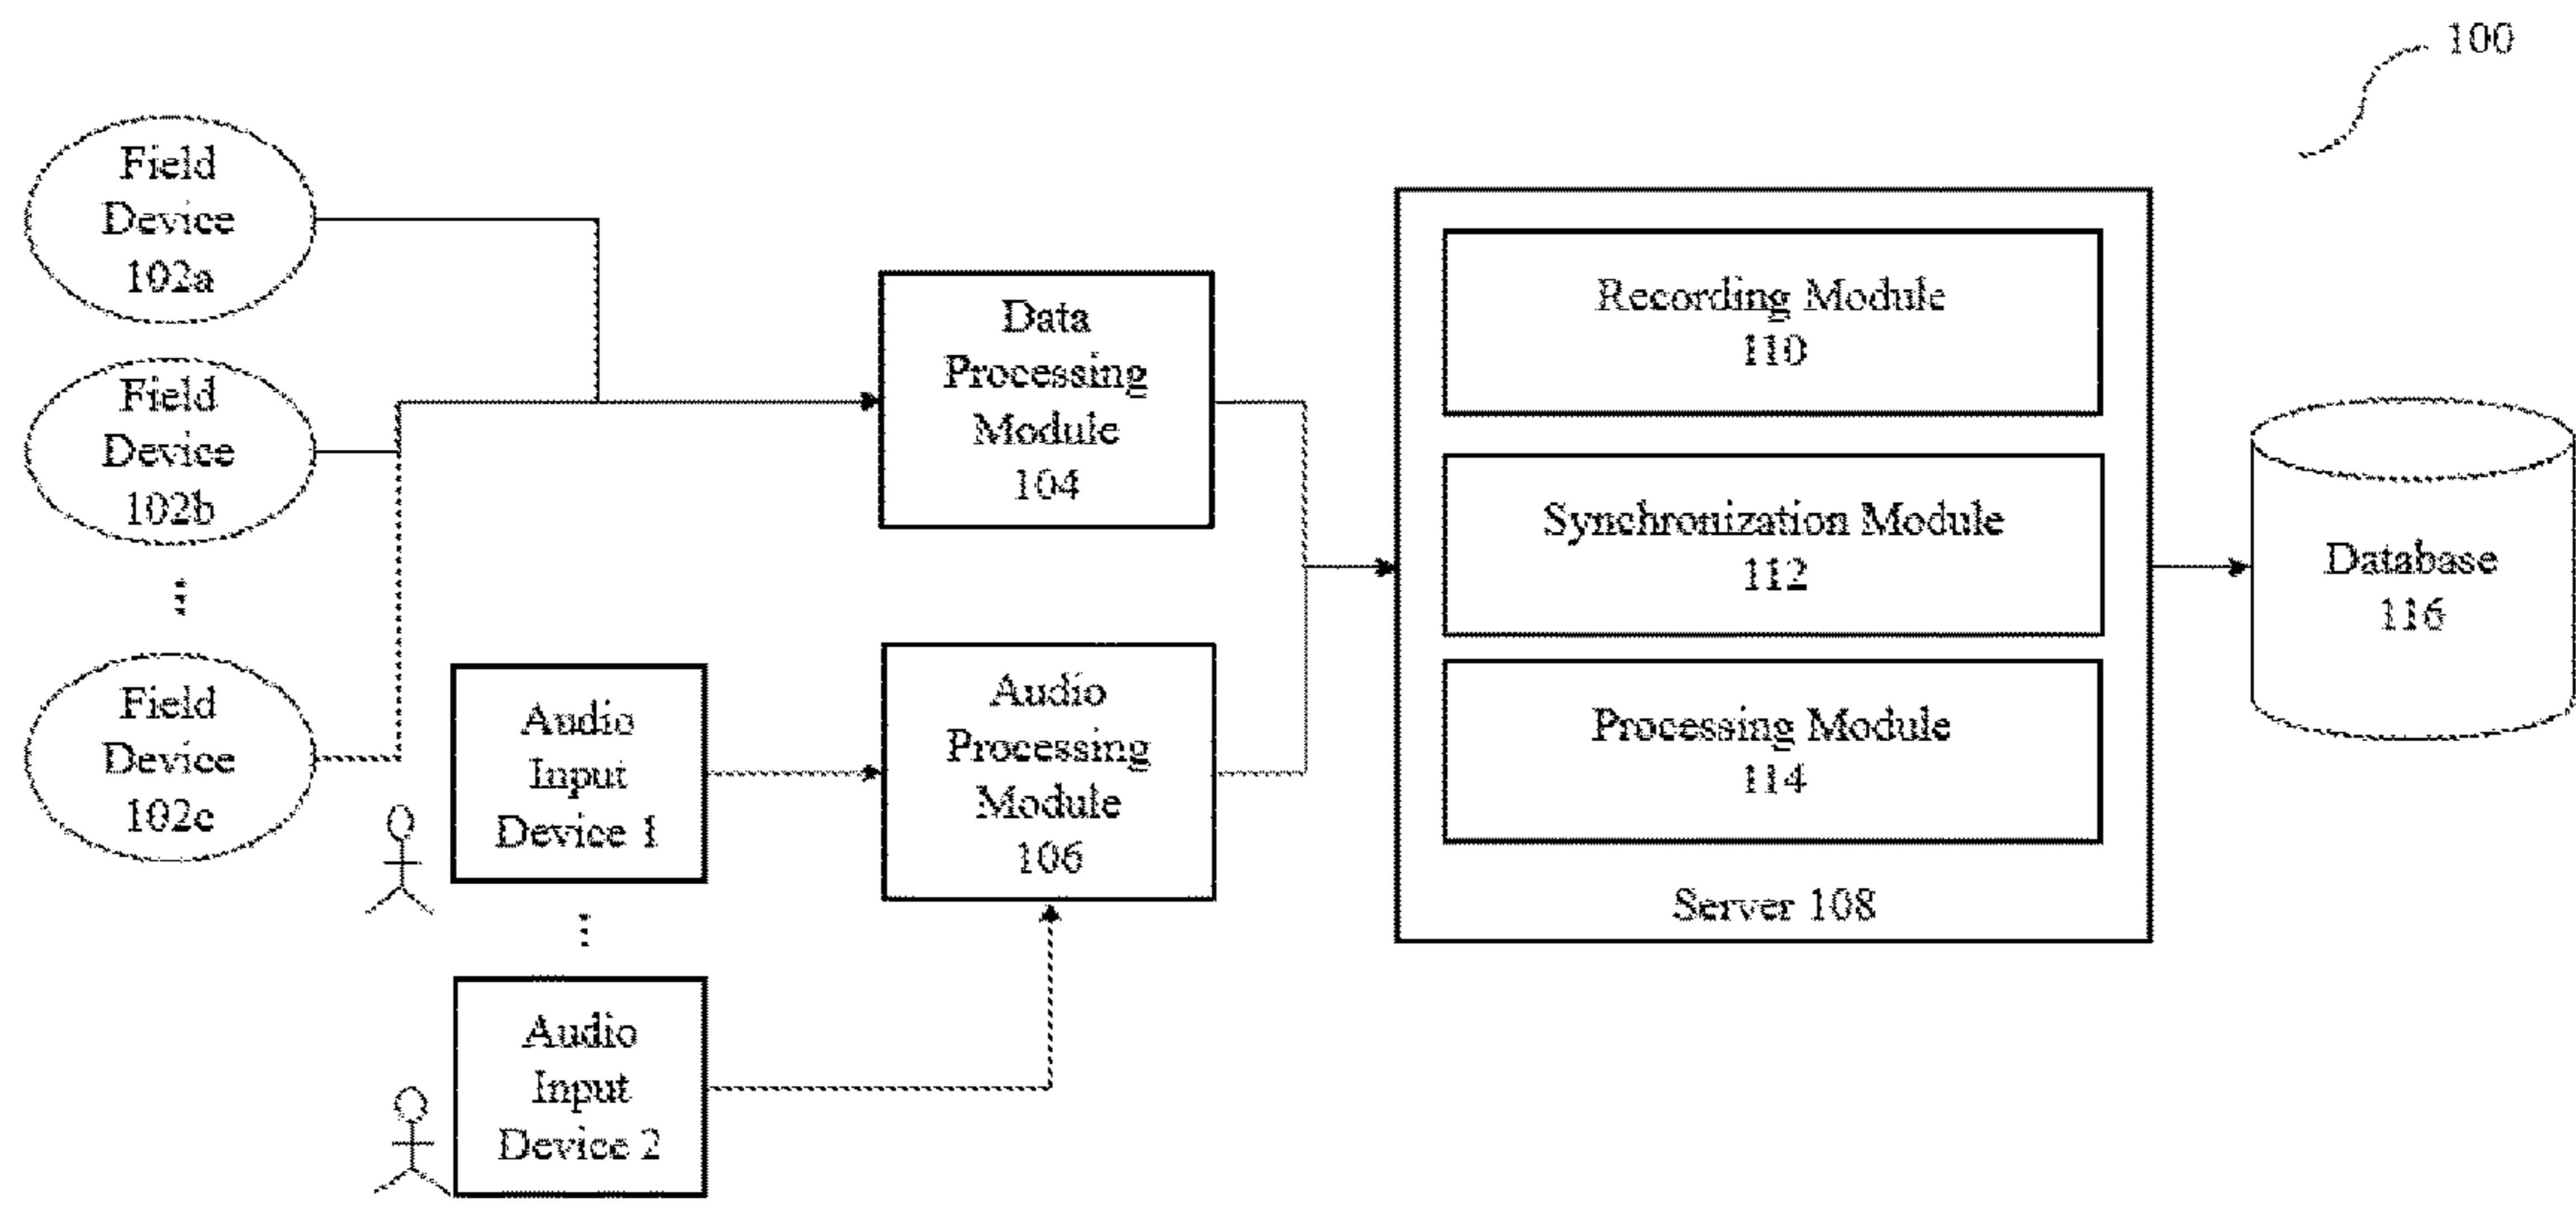 100
Field
Device
102a
Field
Device
102b
Field
Device
102c
Data
Processing
Module
104
Audio
Input
Device 1
Audio
Processing
Module
106
Audio
Input
Device 2
Recording Module
110
Synchronization Module
112
Processing Module
114
Server 108
Database
116